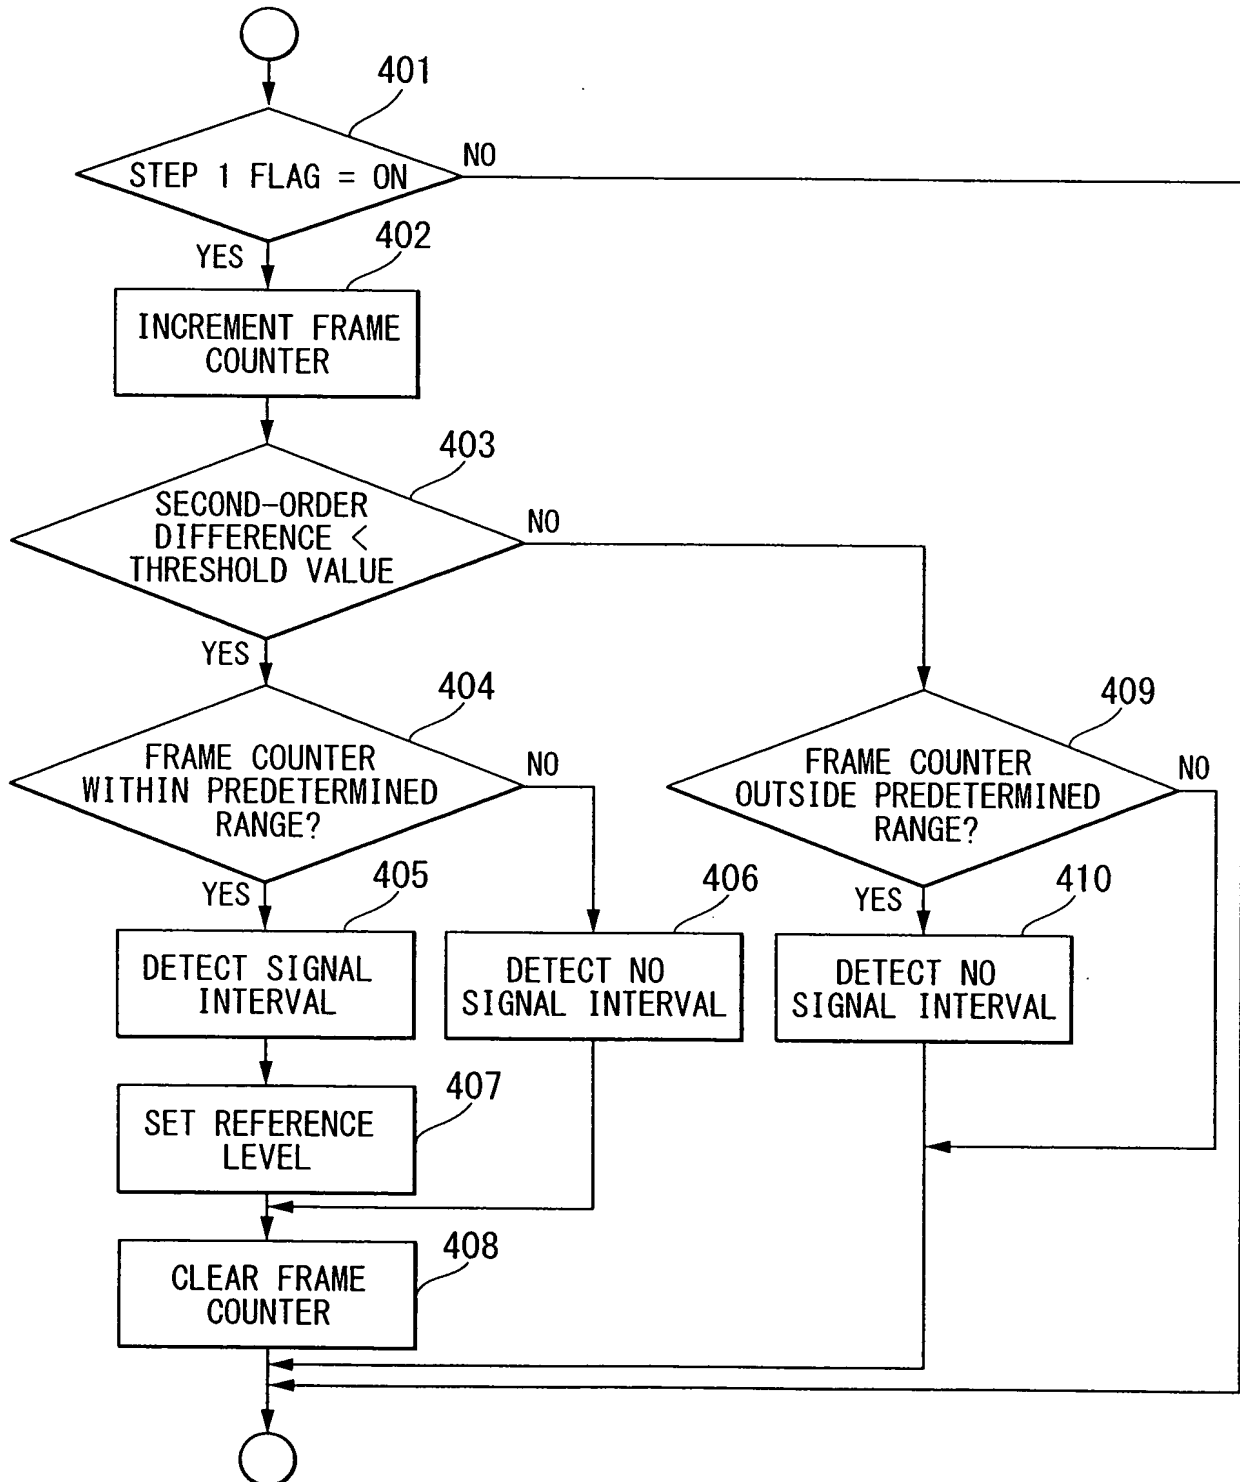 401
STEP 1 FLAG = ON
NO
YES
402
INCREMENT FRAME
COUNTER
403
SECOND-ORDER
DIFFERENCE <
THRESHOLD VALUE
NO
YES
404
FRAME COUNTER
WITHIN PREDETERMINED
RANGE?
NO
409
FRAME COUNTER
OUTSIDE PREDETERMINED
RANGE?
NO
YES
405
406
YES
410
DETECT SIGNAL
INTERVAL
DETECT NO
SIGNAL INTERVAL
DETECT NO
SIGNAL INTERVAL
407
SET REFERENCE
LEVEL
408
CLEAR FRAME
COUNTER